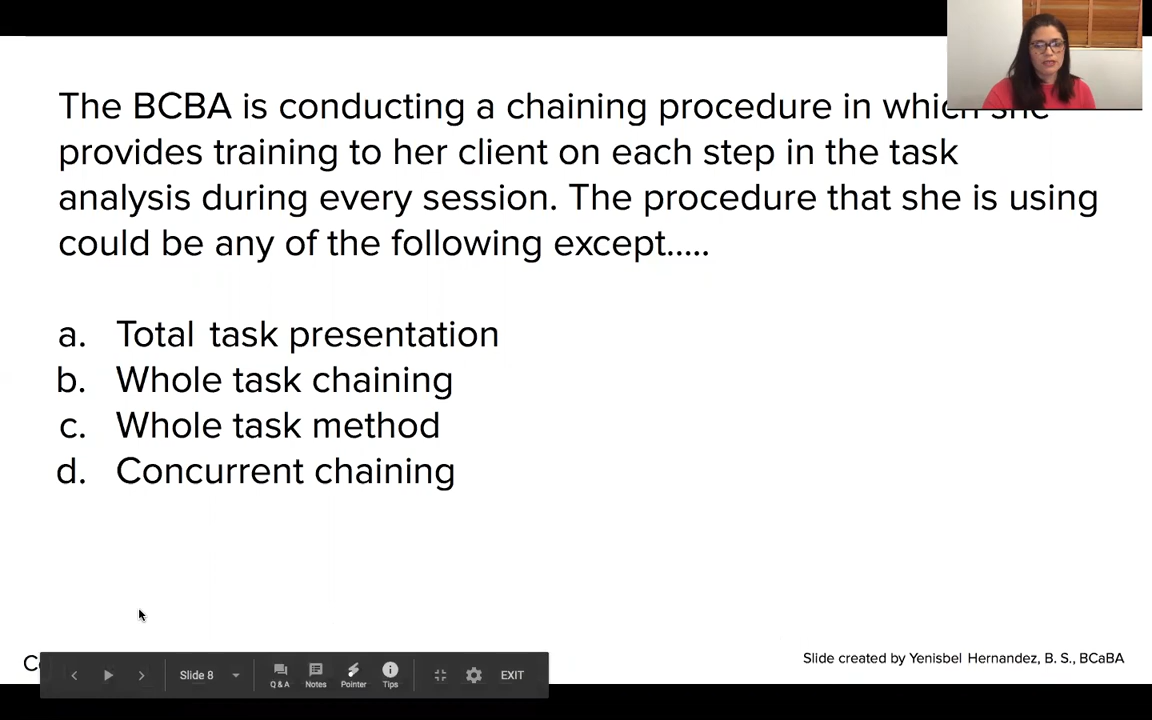 The BCBA is conducting a chaining procedure in which she
provides training to her client on each step in the task
analysis during every session. The procedure that she is using
could be any of the following except.....
a. Total task presentation
b. Whole task chaining
c. Whole task method
d. Concurrent chaining
Slide 8
Q & A
Notes
Pointer
Tips
EXIT
Slide created by Yenisbel Hernandez, B. S., BCaBA